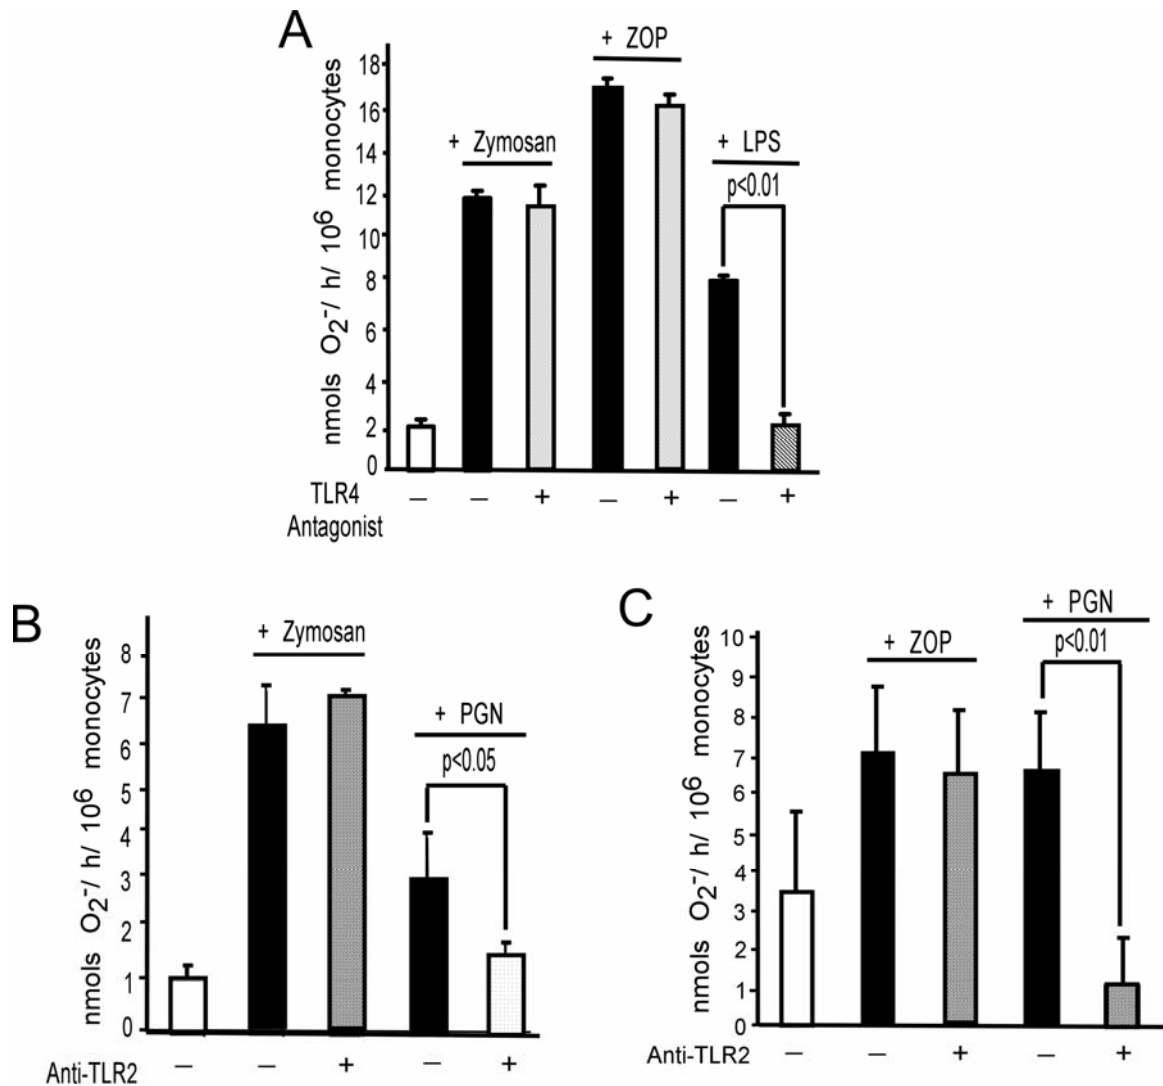 A
+ ZOP
+ Zymosan
+ LPS
p<0.01
nmols O2-/ h/ 10^6 monocytes
18
16
14
12
10
8
6
4
2
0
TLR4 Antagonist
– – + – + – +
B
+ Zymosan
+ PGN
p<0.05
nmols O2-/ h/ 10^6 monocytes
8
7
6
5
4
3
2
1
0
Anti-TLR2 – – + – +
C
+ PGN
+ ZOP
p<0.01
nmols O2-/ h/ 10^6 monocytes
10
9
8
7
6
5
4
3
2
1
0
Anti-TLR2 – – + – +